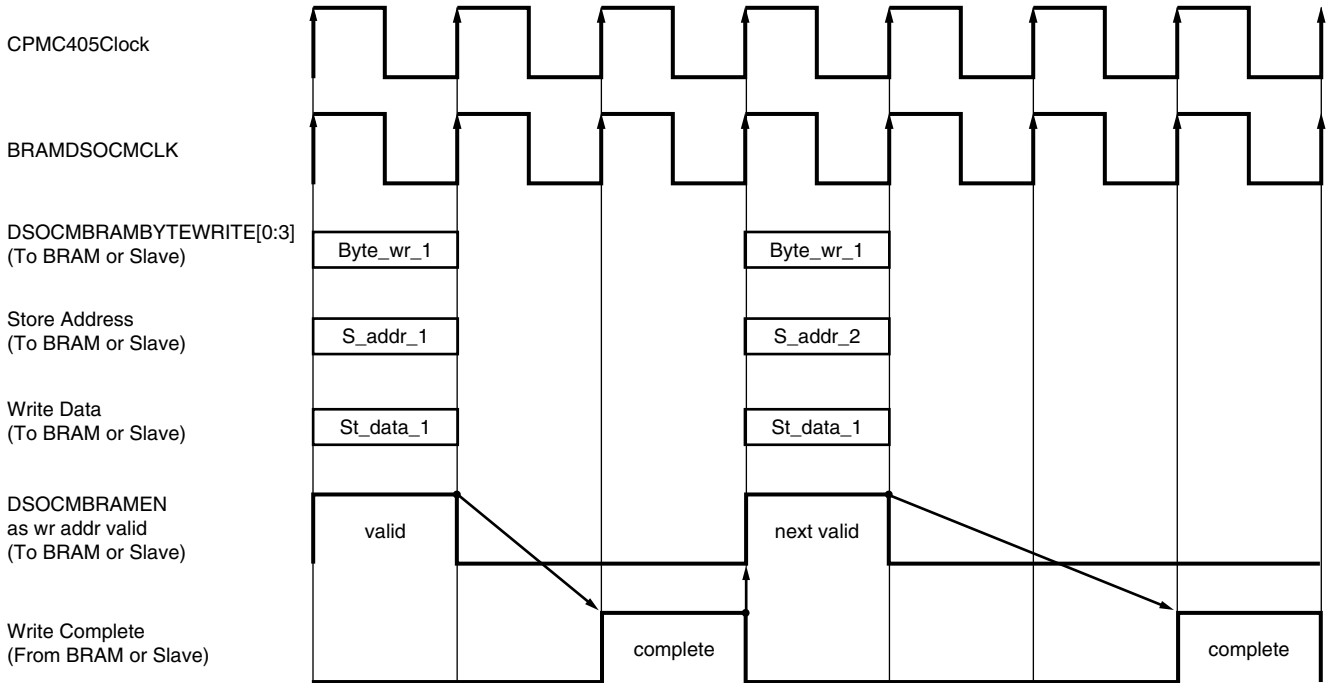 CPMC405Clock
BRAMDSOCMCLK
DSOCMBRAMBYTEWRITE[0:3]
(To BRAM or Slave)
Byte_wr_1
Byte_wr_1
Store Address
(To BRAM or Slave)
S_addr_1
S_addr_2
Write Data
(To BRAM or Slave)
St_data_1
St_data_1
DSOCMBRAMEN
as wr addr valid
(To BRAM or Slave)
valid
next valid
Write Complete
(From BRAM or Slave)
complete
complete